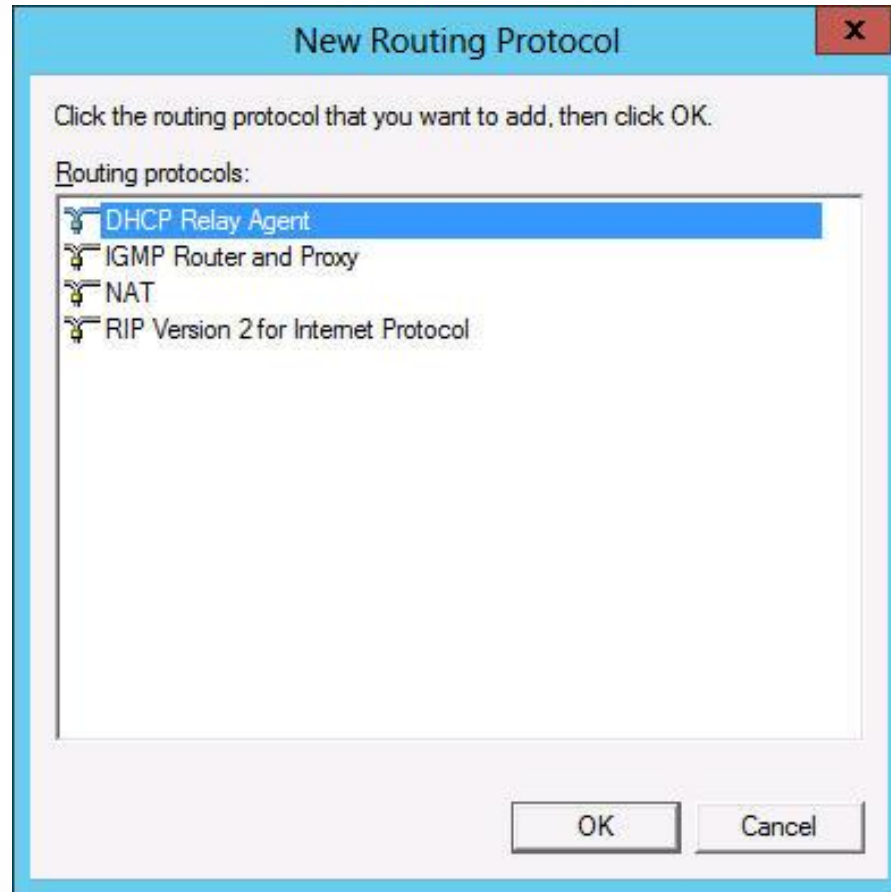 New Routing Protocol
x
Click the routing protocol that you want to add, then click OK.
Routing protocols:
DHCP Relay Agent
IGMP Router and Proxy
NAT
RIP Version 2 for Internet Protocol
OK Cancel